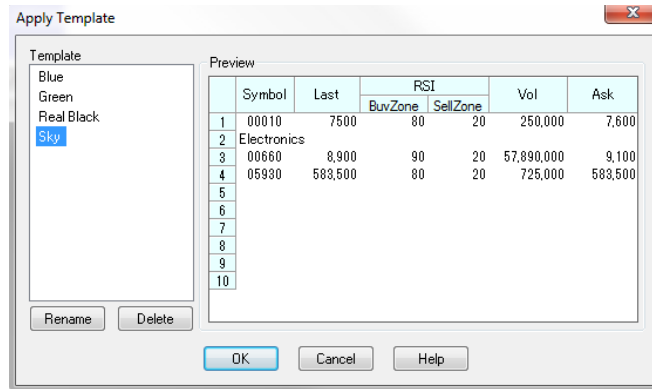 Apply Template
Template
Blue
Green
Real Black
Sky
Rename Delete
Preview
Symbol Last RSI Vol Ask
BuyZone SellZone
1 00010 7500 80 20 250,000 7,600
2 Electronics
3 00660 8,900 90 20 57,890,000 9,100
4 05930 583,500 80 20 725,000 583,500
5
6
7
8
9
10
OK Cancel Help